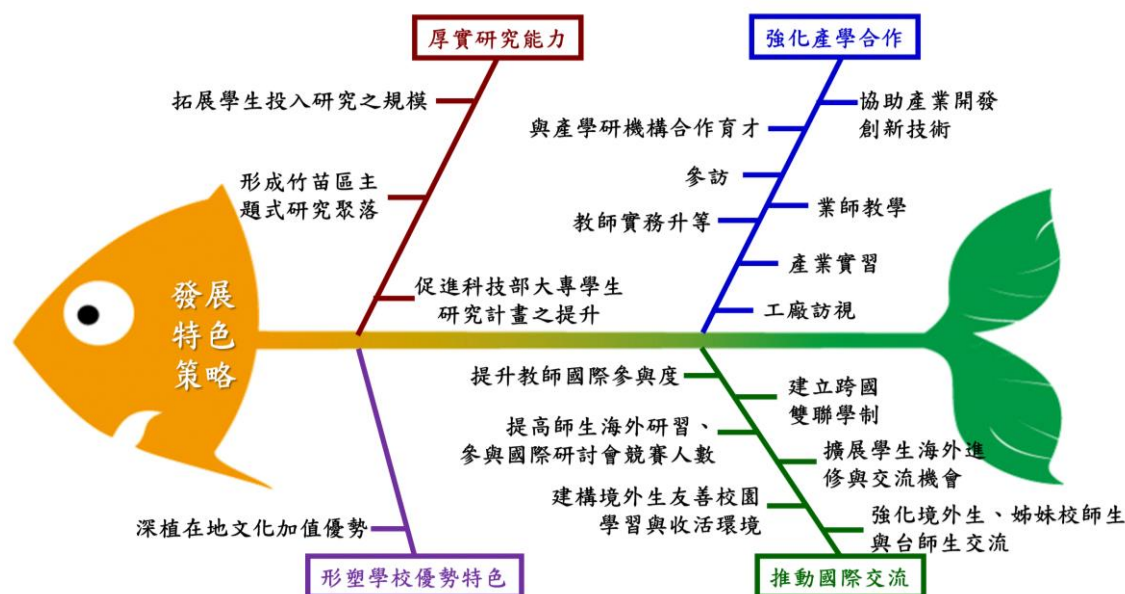 厚實研究能力
拓展學生投入研究之規模
形成竹苗區主
題式研究聚落
促進科技部大專學生
研究計畫之提升
強化產學合作
協助產業開發
創新技術
與產學研機構合作育才
參訪
業師教學
教師實務升等
產業實習
工廠訪視
發展
特色
策略
深植在地文化加值優勢
形塑學校優勢特色
提升教師國際參與度
建立跨國
雙聯學制
提高師生海外研習、
參與國際研討會競賽人數
擴展學生海外進
修與交流機會
建構境外生友善校園
學習與收活環境
強化境外生、姊妹校師生
與台師生交流
推動國際交流